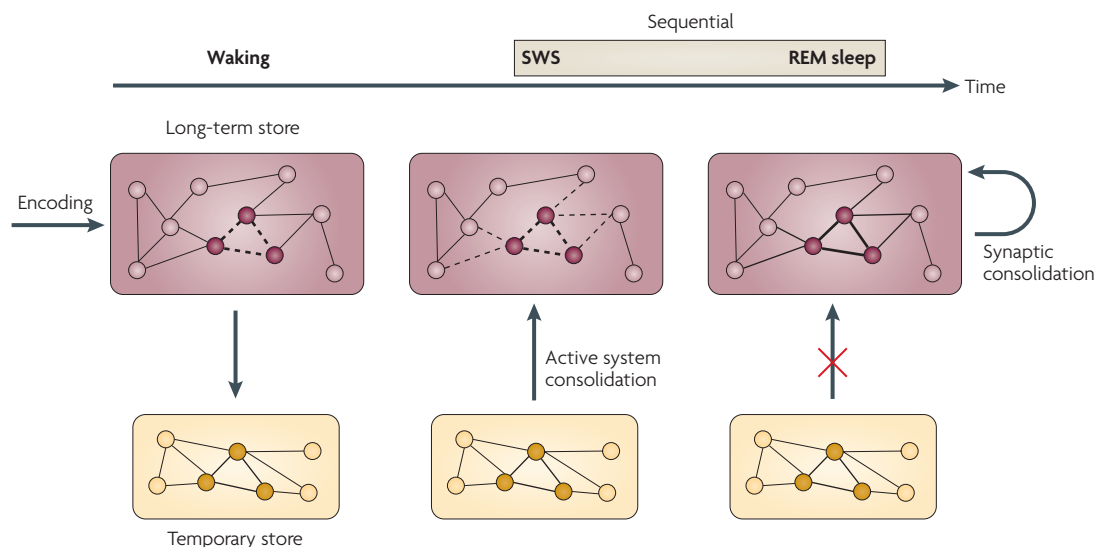 Sequential
Waking
SWS
REM sleep
Time
Long-term store
Encoding
Synaptic
consolidation
Active system
consolidation
Temporary store